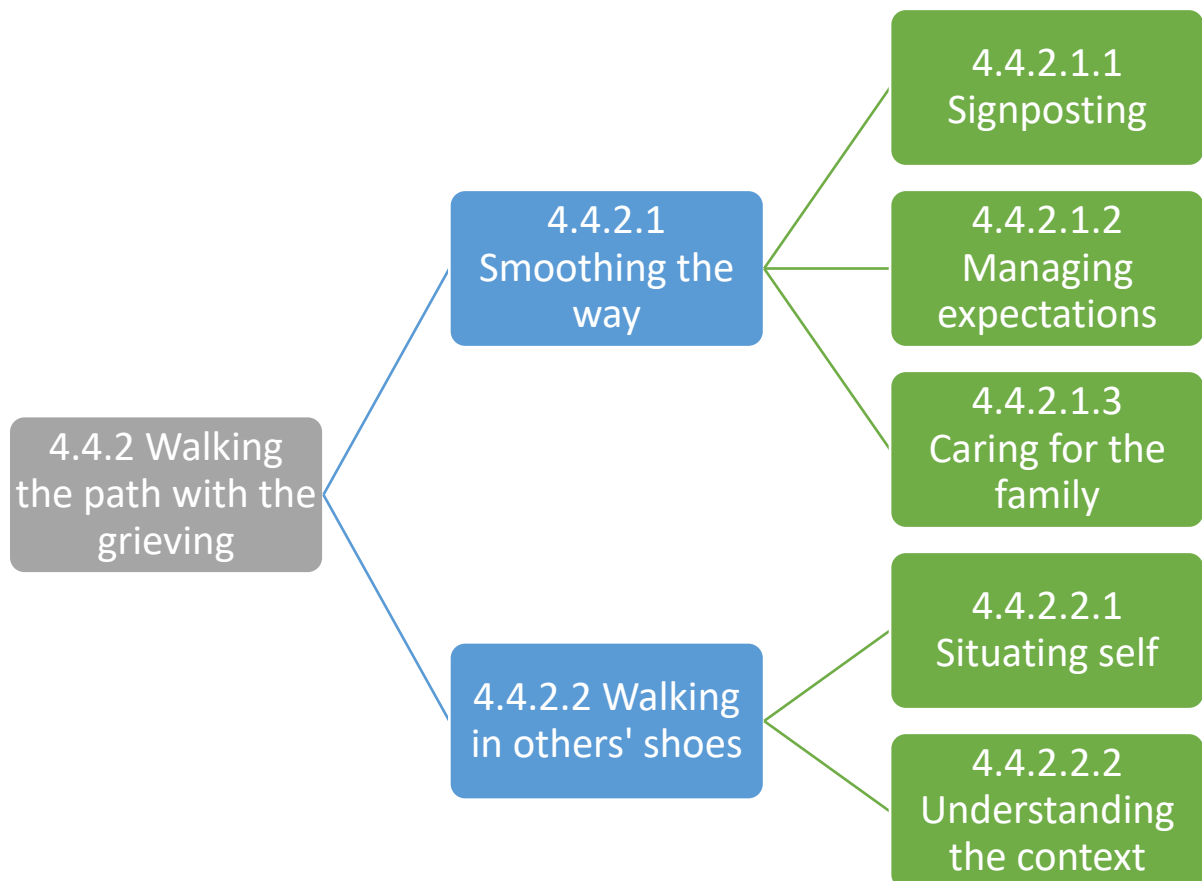 4.4.2 Walking
the path with the
grieving
4.4.2.1
Smoothing the
way
4.4.2.1.1
Signposting
4.4.2.1.2
Managing
expectations
4.4.2.1.3
Caring for the
family
4.4.2.2 Walking
in others' shoes
4.4.2.2.1
Situating self
4.4.2.2.2
Understanding
the context